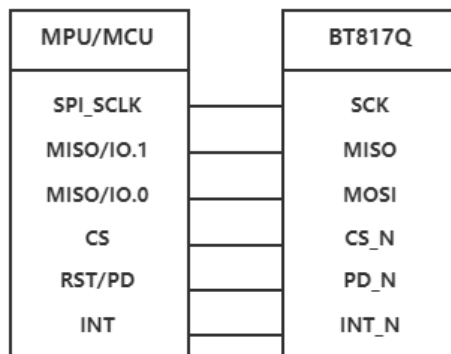 MPU/MCU BT817Q
SPI_SCLK SCK
MISO/IO.1 MISO
MISO/IO.0 MOSI
CS CS_N
RST/PD PD_N
INT INT_N